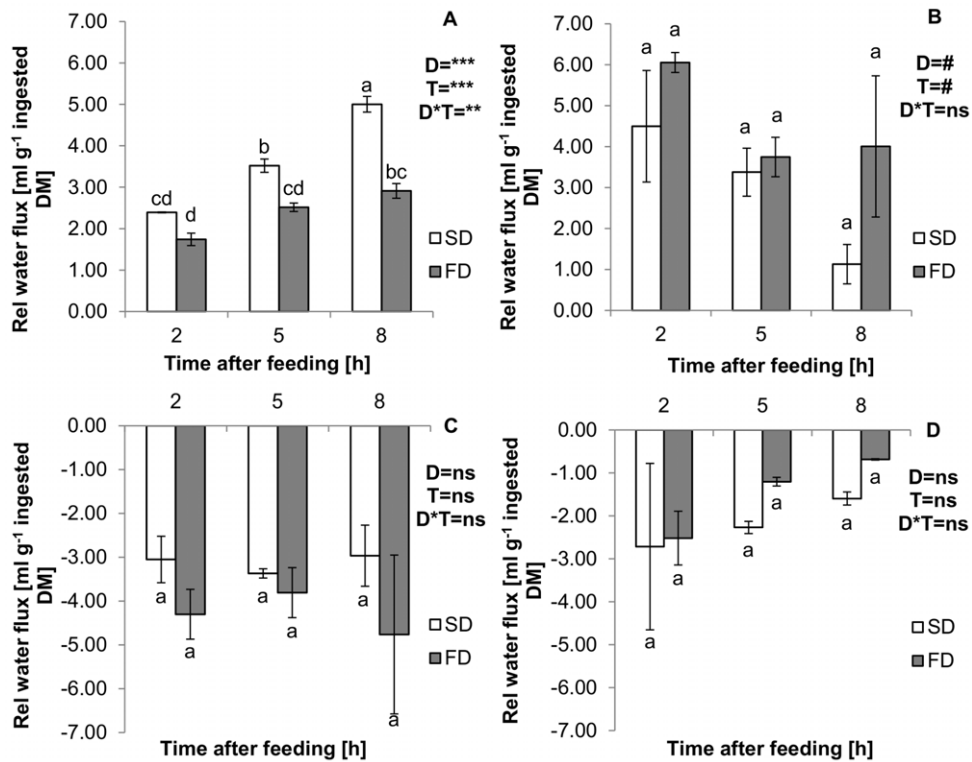 A
Rel water flux [ml g⁻¹ ingested
DM]
7.00
6.00
5.00
4.00
3.00
2.00
1.00
0.00
D=***
T=***
D*T=**
cd
d
b
cd
a
bc
SD
FD
2 5 8
Time after feeding [h]
B
Rel water flux [ml g⁻¹ ingested
DM]
7.00
6.00
5.00
4.00
3.00
2.00
1.00
0.00
D=#
T=#
D*T=ns
a
a
a
a
a
a
SD
FD
2 5 8
Time after feeding [h]
C
Rel water flux [ml g⁻¹ ingested
DM]
2 5 8
0.00
-1.00
-2.00
-3.00
-4.00
-5.00
-6.00
-7.00
D=ns
T=ns
D*T=ns
a
a
a
a
a
a
SD
FD
Time after feeding [h]
D
Rel water flux [ml g⁻¹ ingested
DM]
2 5 8
0.00
-1.00
-2.00
-3.00
-4.00
-5.00
-6.00
-7.00
D=ns
T=ns
D*T=ns
a
a
a
a
a
a
SD
FD
Time after feeding [h]